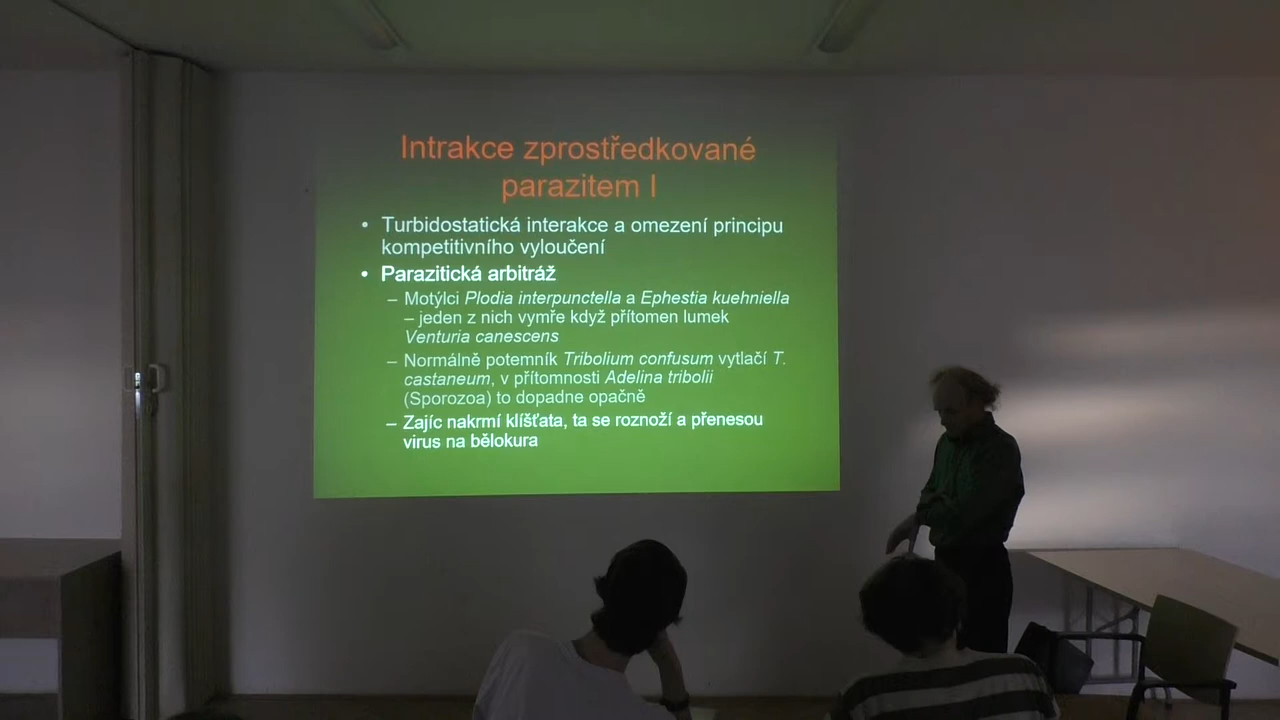 Intrakce zprostředkované
parazitem I
• Turbidostatická interakce a omezení principu
kompetitivního vyloučení
• Parazitická arbitráž
– Motýlci Plodia interpunctella a Ephestia kuehniella
– jeden z nich vymře když přítomen lumek
Venturia canescens
– Normálně potemník Tribolium confusum vytlačí T.
castaneum, v přítomnosti Adelina tribolii
(Sporozoa) to dopadne opačně
– Zajíc nakrmí klíšťata, ta se roznoží a přenesou
virus na bělokura